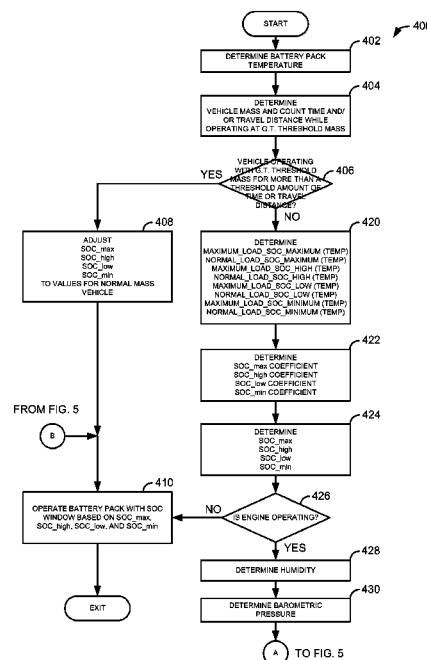 START
400
402
DETERMINE BATTERY PACK
TEMPERATURE
404
DETERMINE
VEHICLE MASS AND COUNT TIME AND/
OR TRAVEL DISTANCE WHILE
OPERATING AT G.T. THRESHOLD MASS
VEHICLE OPERATING
WITH G.T. THRESHOLD
MASS FOR MORE THAN A
THRESHOLD AMOUNT OF
TIME OR TRAVEL
DISTANCE?
406
YES
NO
408
ADJUST
SOC_max
SOC_high
SOC_low
SOC_min
TO VALUES FOR NORMAL MASS
VEHICLE
420
DETERMINE
MAXIMUM_LOAD_SOC_MAXIMUM (TEMP)
NORMAL_LOAD_SOC_MAXIMUM (TEMP)
MAXIMUM_LOAD_SOC_HIGH (TEMP)
NORMAL_LOAD_SOC_HIGH (TEMP)
MAXIMUM_LOAD_SOC_LOW (TEMP)
NORMAL_LOAD_SOC_LOW (TEMP)
MAXIMUM_LOAD_SOC_MINIMUM (TEMP)
NORMAL_LOAD_SOC_MINIMUM (TEMP)
422
DETERMINE
SOC_max COEFFICIENT
SOC_high COEFFICIENT
SOC_low COEFFICIENT
SOC_min COEFFICIENT
FROM FIG. 5
B
424
DETERMINE
SOC_max
SOC_high
SOC_low
SOC_min
410
OPERATE BATTERY PACK WITH SOC
WINDOW BASED ON SOC_max,
SOC_high, SOC_low, AND SOC_min
NO
426
IS ENGINE OPERATING?
YES
428
DETERMINE HUMIDITY
EXIT
430
DETERMINE BAROMETRIC
PRESSURE
A
TO FIG. 5